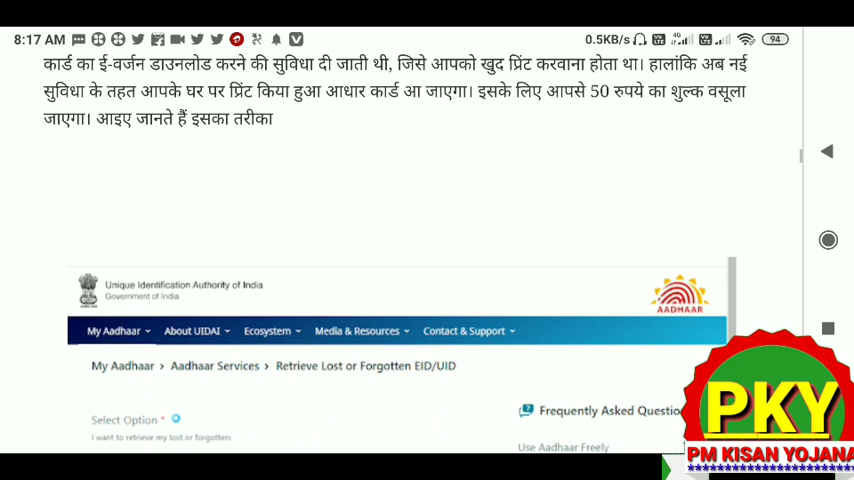 8:17 AM
0.5KB/s
4G
94
कार्ड का ई-वर्जन डाउनलोड करने की सुविधा दी जाती थी, जिसे आपको खुद प्रिंट करवाना होता था। हालांकि अब नई
सुविधा के तहत आपके घर पर प्रिंट किया हुआ आधार कार्ड आ जाएगा। इसके लिए आपसे 50 रुपये का शुल्क वसूला
जाएगा। आइए जानते हैं इसका तरीका
Unique Identification Authority of India
Government of India
AADHAAR
My Aadhaar
About UIDAI
Ecosystem
Media & Resources
Contact & Support
My Aadhaar > Aadhaar Services > Retrieve Lost or Forgotten EID/UID
Select Option *
I want to retrieve my lost or forgotten:
Frequently Asked Questio
Use Aadhaar Freely
PKY
PM KISAN YOJANA